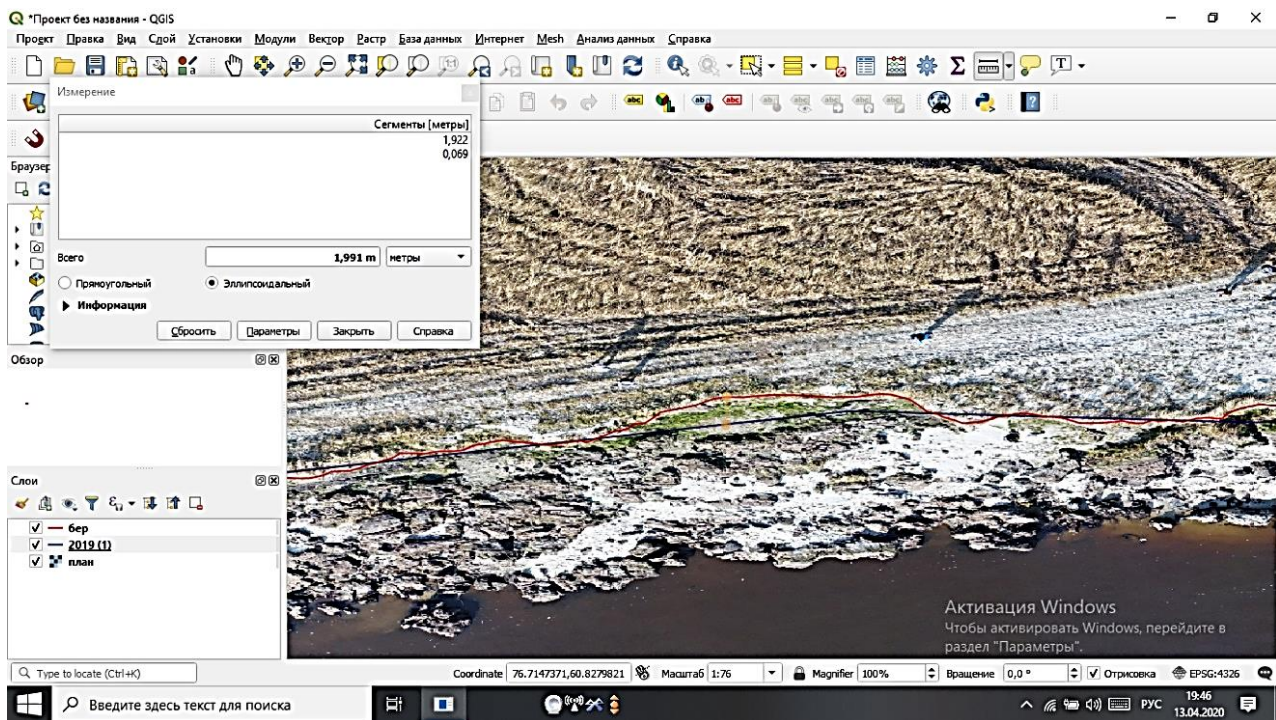 *Проект без названия - QGIS
Проект Правка Вид Слой Установки Модули Вектор Растр База данных Интернет Mesh Анализ данных Справка
Измерение
Сегменты [метры]
1,922
0,069
Всего 1,991 m метры
Прямоугольный Эллипсоидальный
Информация
Сбросить Параметры Закрыть Справка
Браузер
Обзор
Слои
бер
2019 (1)
план
Активация Windows
Чтобы активировать Windows, перейдите в
раздел "Параметры".
Type to locate (Ctrl+K) Coordinate 76.7147371,60.8279821 Масштаб 1:76 Magnifier 100% Вращение 0,0 ° Отрисовка EPSG:4326
Введите здесь текст для поиска РУС 19:46
13.04.2020